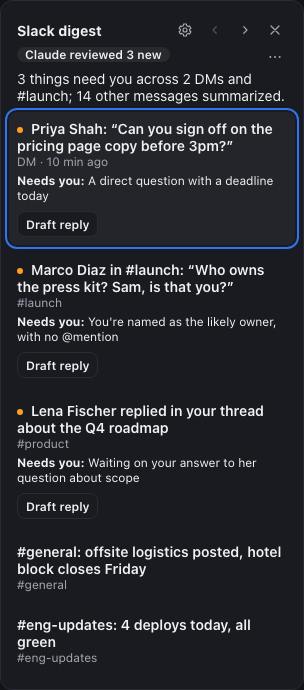 Slack digest
Claude reviewed 3 new
3 things need you across 2 DMs and
#launch; 14 other messages summarized.
Priya Shah: “Can you sign off on the
pricing page copy before 3pm?”
DM · 10 min ago
Needs you: A direct question with a deadline
today
Draft reply
Marco Diaz in #launch: “Who owns
the press kit? Sam, is that you?”
#launch
Needs you: You're named as the likely owner,
with no @mention
Draft reply
Lena Fischer replied in your thread
about the Q4 roadmap
#product
Needs you: Waiting on your answer to her
question about scope
Draft reply
#general: offsite logistics posted, hotel
block closes Friday
#general
#eng-updates: 4 deploys today, all
green
#eng-updates